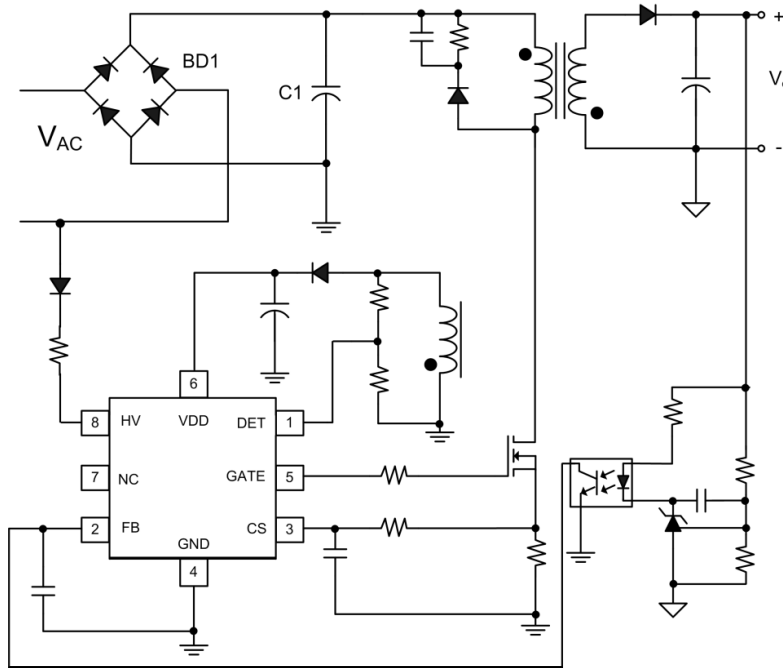 BD1
C1
VAC
+
-
6
8 HV VDD DET 1
7 NC GATE 5
2 FB CS 3
GND
4